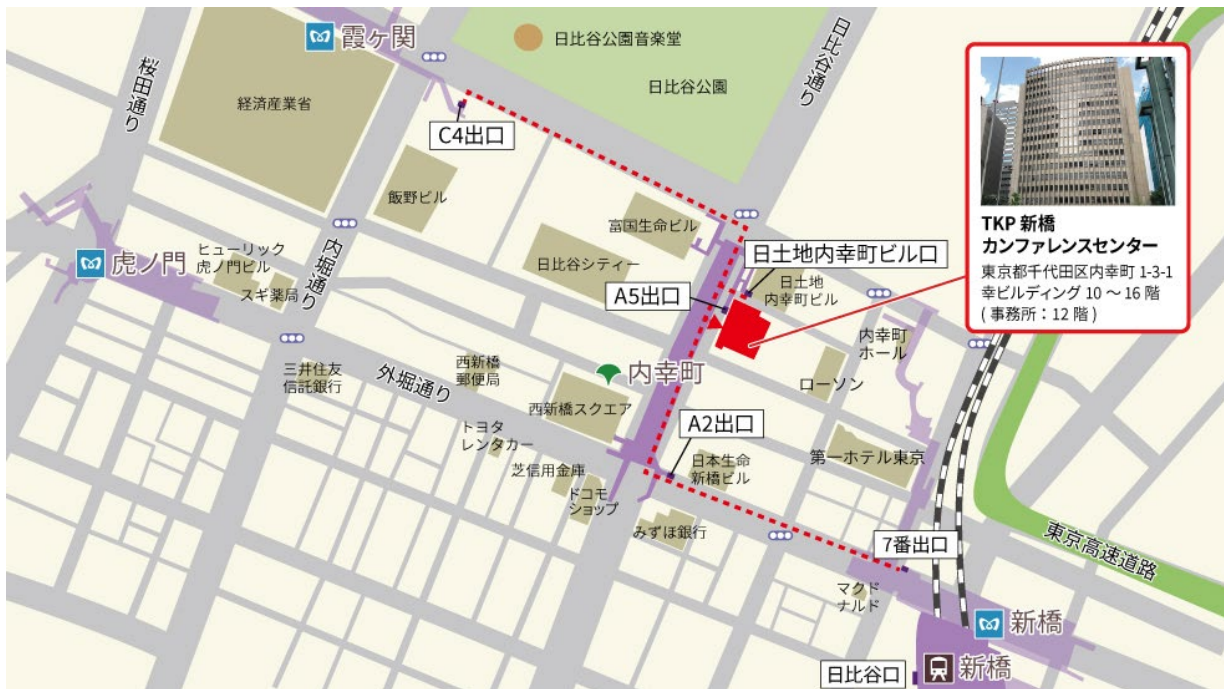 霞ヶ関
日比谷公園音楽堂
日比谷公園
日比谷通り
桜田通り
経済産業省
C4出口
飯野ビル
富国生命ビル
日比谷シティー
日土地内幸町ビル口
A5出口
日土地
内幸町ビル
TKP 新橋
カンファレンスセンター
東京都千代田区内幸町 1-3-1
幸ビルディング 10 〜 16 階
( 事務所：12 階 )
虎ノ門
ヒューリック
虎ノ門ビル
スギ薬局
内堀通り
三井住友
信託銀行
外堀通り
西新橋
郵便局
内幸町
西新橋スクエア
内幸町
ホール
ローソン
トヨタ
レンタカー
芝信用金庫
ドコモ
ショップ
A2出口
日本生命
新橋ビル
第一ホテル東京
みずほ銀行
7番出口
東京高速道路
マクド
ナルド
新橋
日比谷口
新橋